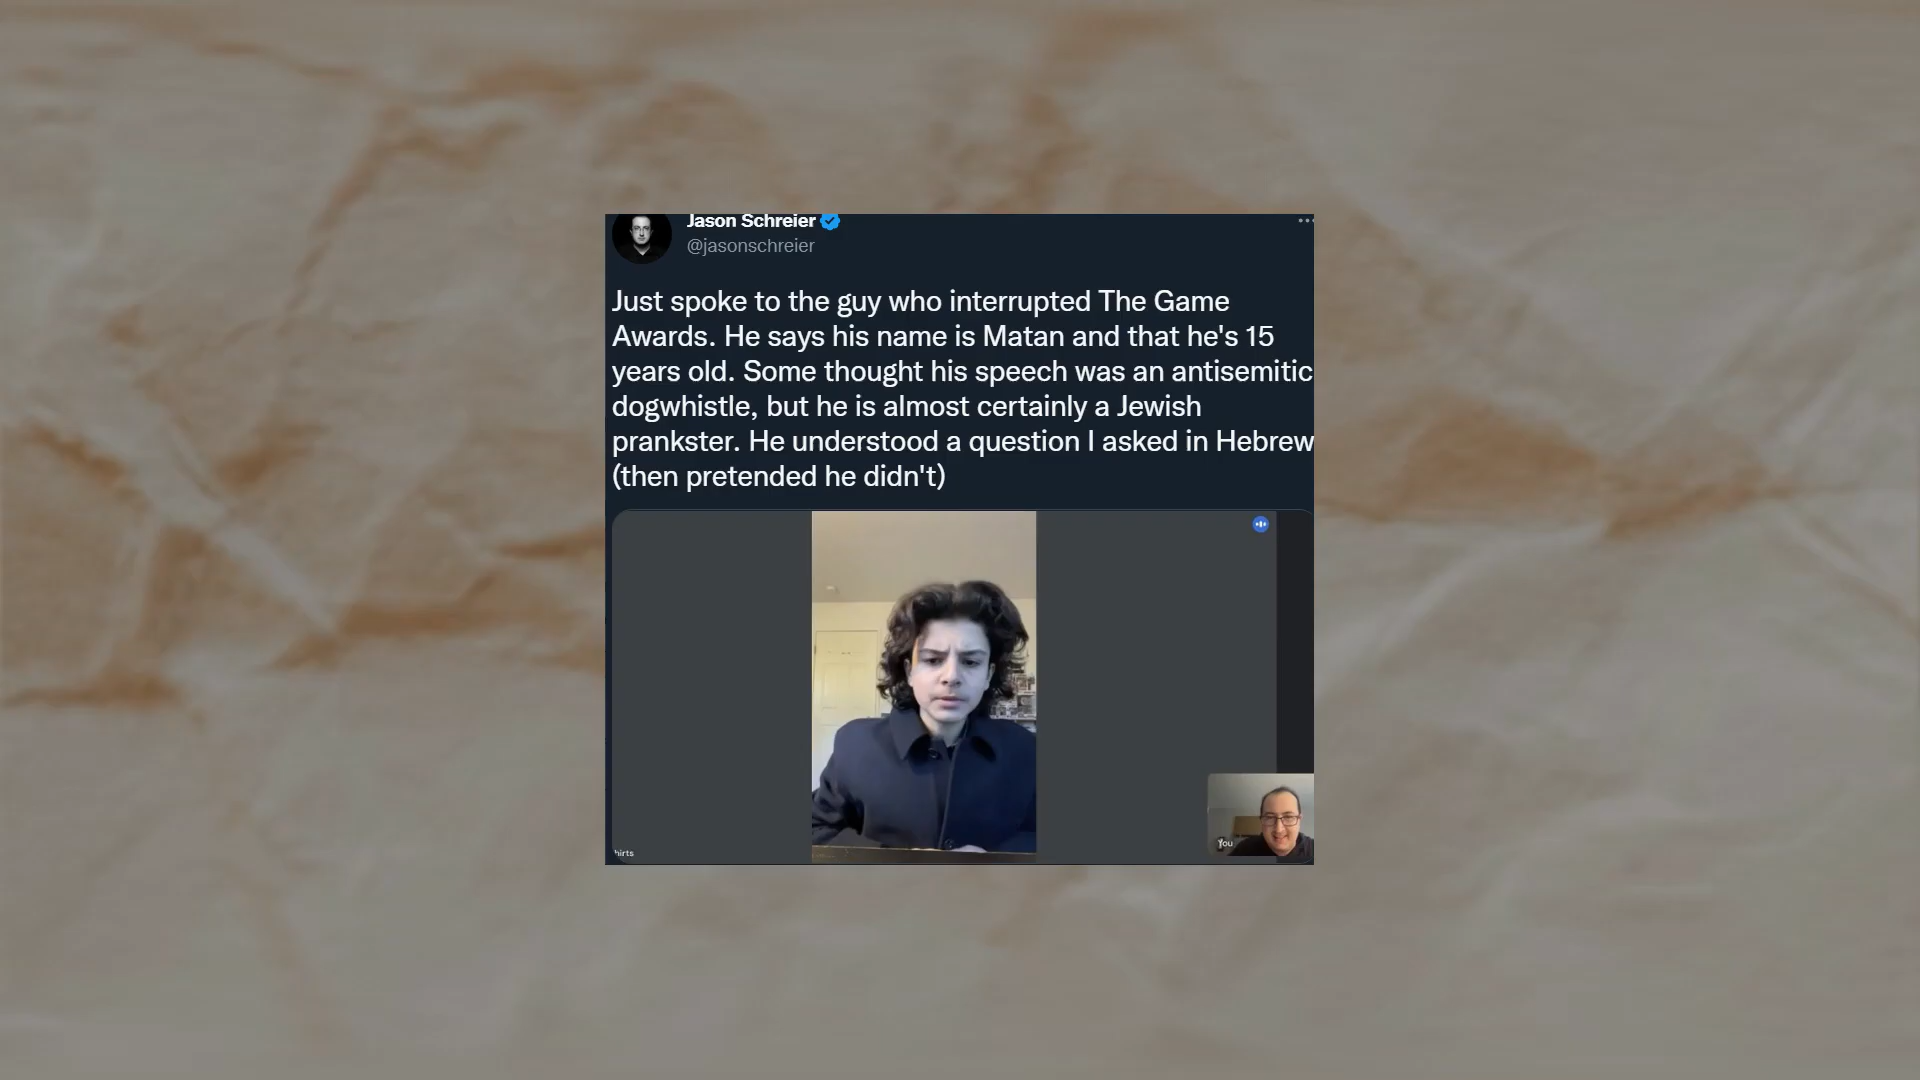 Jason Schreier
@jasonschreier
Just spoke to the guy who interrupted The Game
Awards. He says his name is Matan and that he's 15
years old. Some thought his speech was an antisemitic
dogwhistle, but he is almost certainly a Jewish
prankster. He understood a question I asked in Hebrew
(then pretended he didn't)
You
hirts